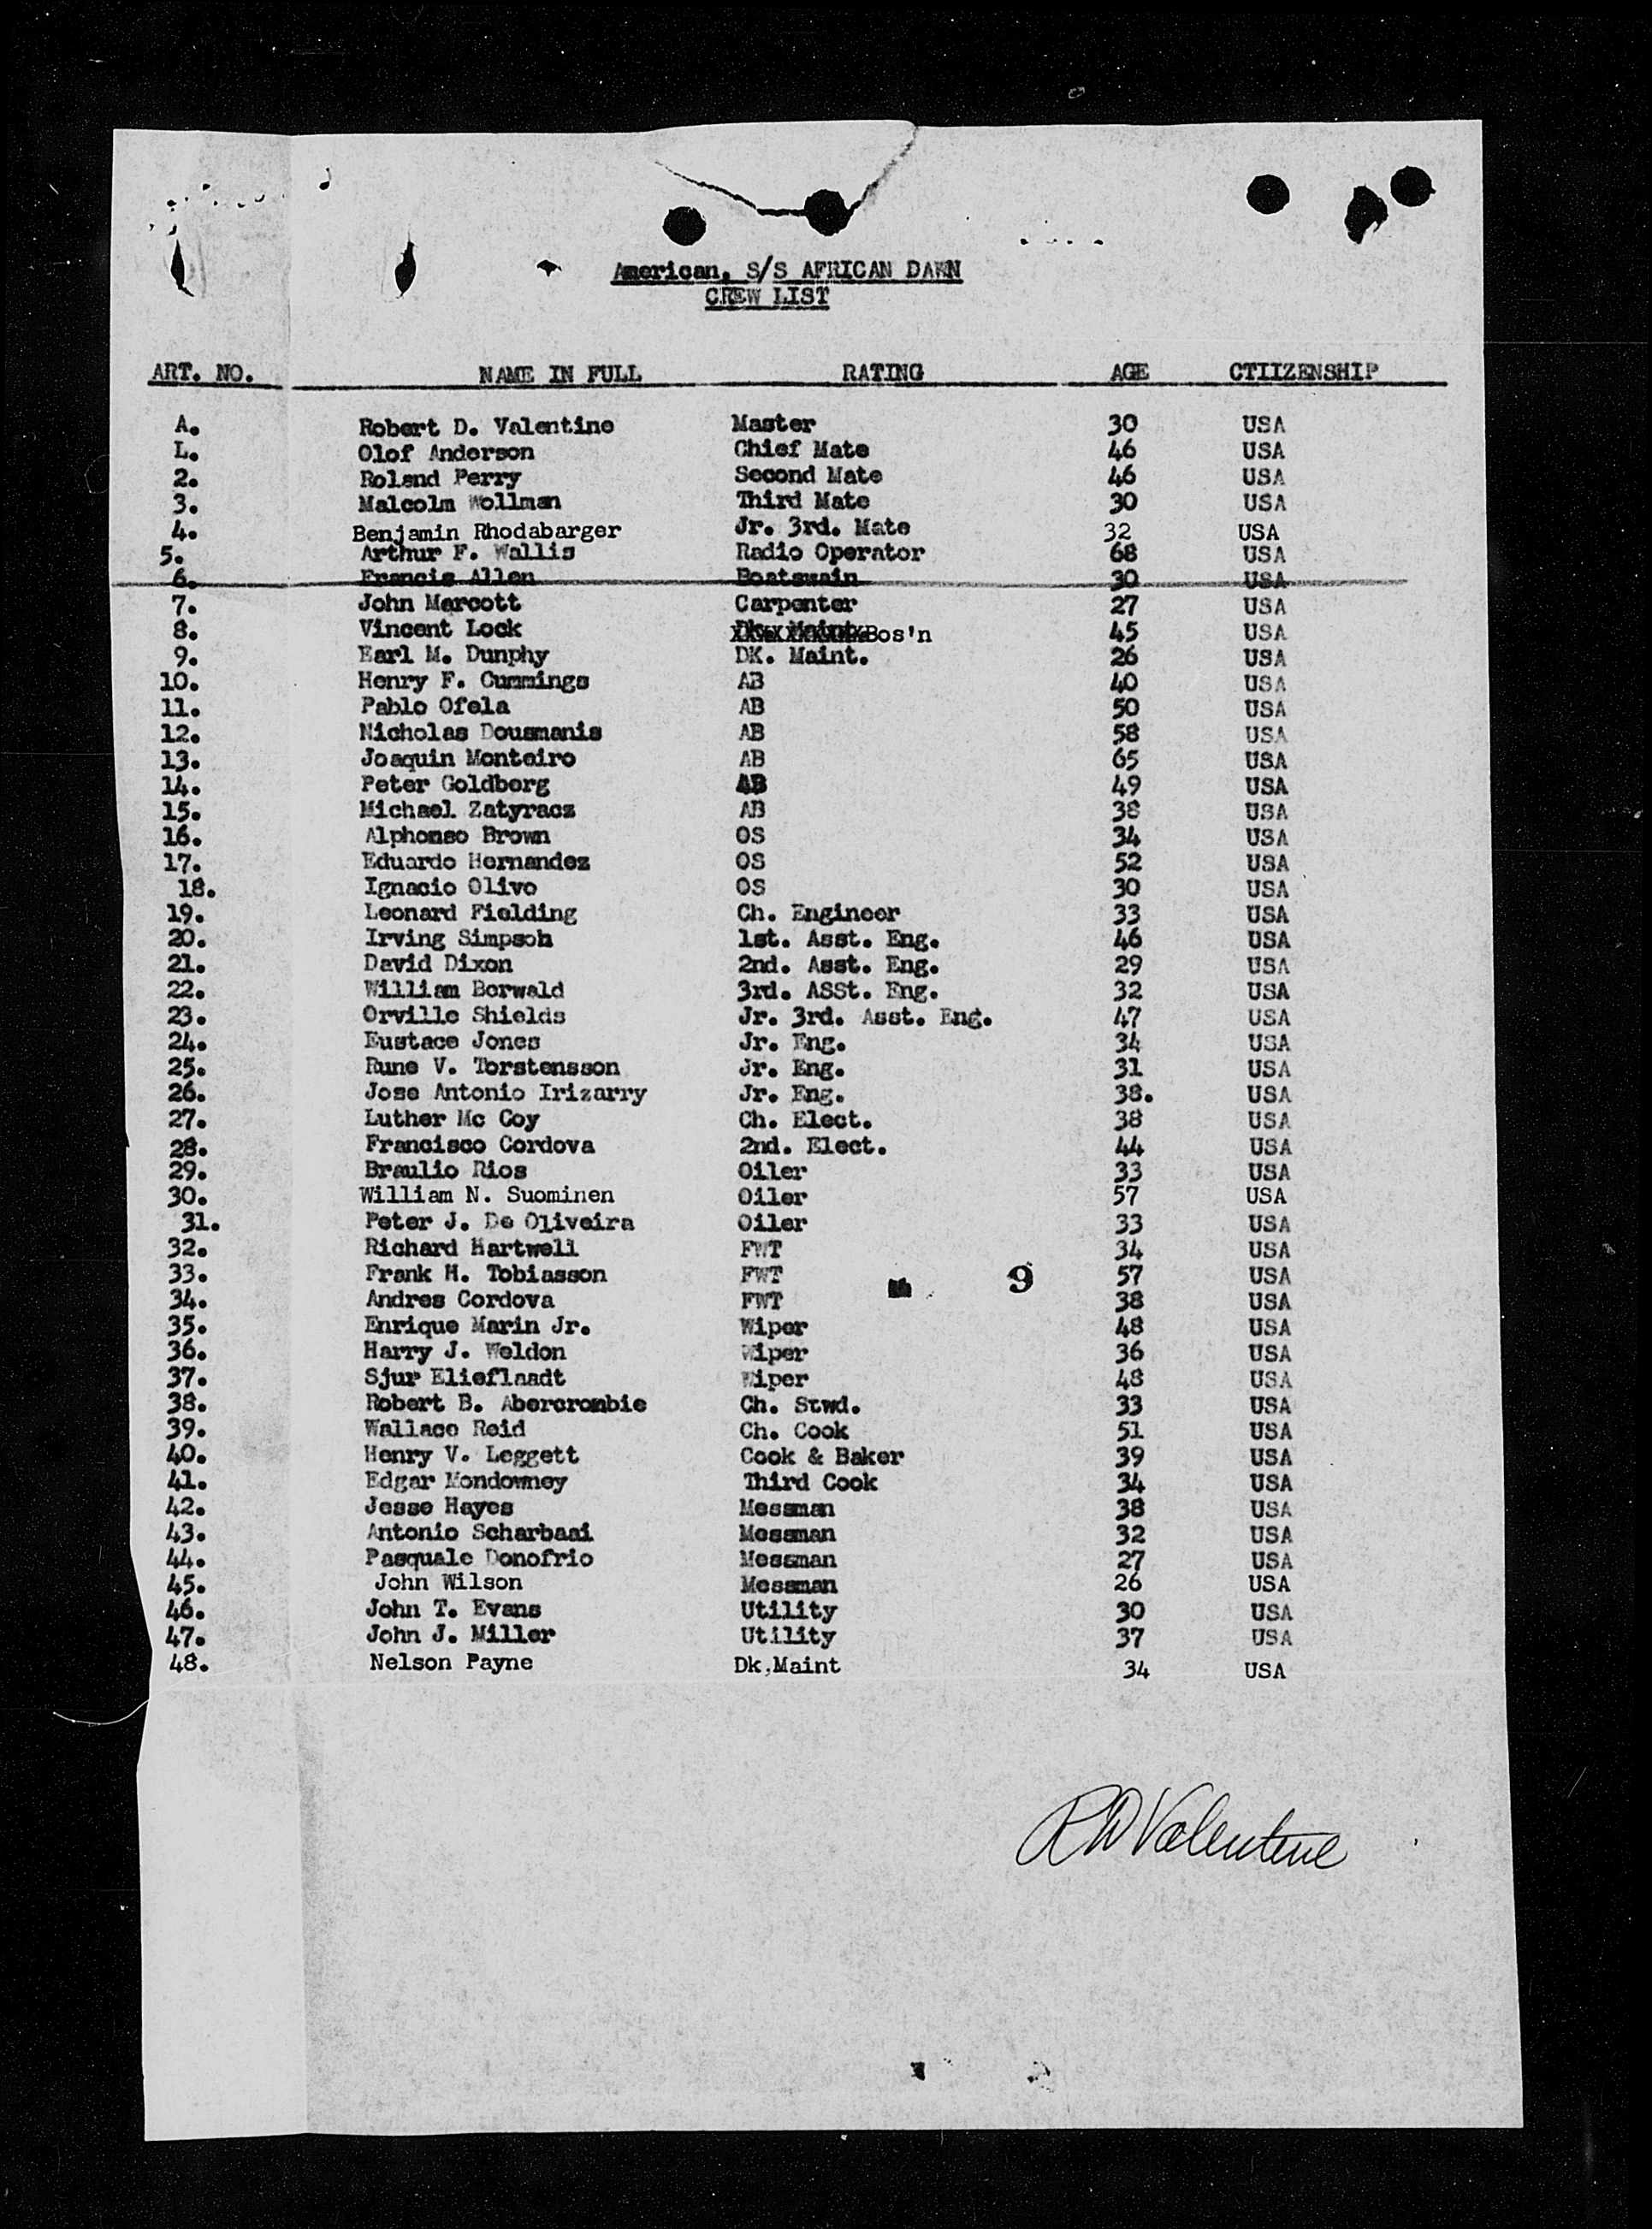 American, S/S AFRICAN DAWN
CREW LIST
ART. NO. NAME IN FULL RATING AGE CTIIZENSHIP
A. Robert D. Valentine Master 30 USA
L. Olof Anderson Chief Mate 46 USA
2. Roland Perry Second Mate 46 USA
3. Malcolm Wollman Third Mate 30 USA
4. Benjamin Rhodabarger Jr. 3rd. Mate 32 USA
5. Arthur F. Wallis Radio Operator 68 USA
6. Francis Allen Boatswain 30 USA
7. John Marcott Carpenter 27 USA
8. Vincent Lock Bos'n 45 USA
9. Earl M. Dunphy DK. Maint. 26 USA
10. Henry F. Cummings AB 40 USA
11. Pablo Ofela AB 50 USA
12. Nicholas Dousmanis AB 58 USA
13. Joaquin Monteiro AB 65 USA
14. Peter Goldberg AB 49 USA
15. Michael Zatyracz AB 38 USA
16. Alphonso Brown OS 34 USA
17. Eduardo Hernandez OS 52 USA
18. Ignacio Olivo OS 30 USA
19. Leonard Fielding Ch. Engineer 33 USA
20. Irving Simpson 1st. Asst. Eng. 46 USA
21. David Dixon 2nd. Asst. Eng. 29 USA
22. William Berwald 3rd. ASSt. Eng. 32 USA
23. Orville Shields Jr. 3rd. Asst. Eng. 47 USA
24. Eustace Jones Jr. Eng. 34 USA
25. Rune V. Torstensson Jr. Eng. 31 USA
26. Jose Antonio Irizarry Jr. Eng. 38. USA
27. Luther Mc Coy Ch. Elect. 38 USA
28. Francisco Cordova 2nd. Elect. 44 USA
29. Braulio Rios Oiler 33 USA
30. William N. Suominen Oiler 57 USA
31. Peter J. De Oliveira Oiler 33 USA
32. Richard Hartwell FWT 34 USA
33. Frank H. Tobiasson FWT 9 57 USA
34. Andres Cordova FWT 38 USA
35. Enrique Marin Jr. Wiper 48 USA
36. Harry J. Weldon Wiper 36 USA
37. Sjur Elieflaadt Wiper 48 USA
38. Robert B. Abercrombie Ch. Stwd. 33 USA
39. Wallace Reid Ch. Cook 51 USA
40. Henry V. Leggett Cook & Baker 39 USA
41. Edgar Mondowney Third Cook 34 USA
42. Jesse Hayes Messman 38 USA
43. Antonio Scharbaai Messman 32 USA
44. Pasquale Donofrio Messman 27 USA
45. John Wilson Messman 26 USA
46. John T. Evans Utility 30 USA
47. John J. Miller Utility 37 USA
48. Nelson Payne Dk,Maint 34 USA
RD Valentine